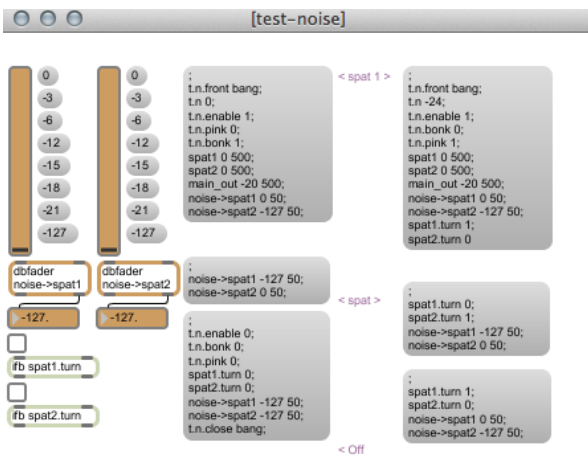 [test-noise]
0
-3
-6
-12
-15
-18
-21
-127
dbfader
noise->spat1
-127.
ifb spat1.turn
ifb spat2.turn
0
-3
-6
-12
-15
-18
-21
-127
dbfader
noise->spat2
-127.
;
t.n.front bang;
t.n 0;
t.n.enable 1;
t.n.pink 0;
t.n.bonk 1;
spat1 0 500;
spat2 0 500;
main_out -20 500;
noise->spat1 0 50;
noise->spat2 -127 50;
;
noise->spat1 -127 50;
noise->spat2 0 50;
;
t.n.enable 0;
t.n.bonk 0;
t.n.pink 0;
spat1.turn 0;
spat2.turn 0;
noise->spat1 -127 50;
noise->spat2 -127 50;
t.n.close bang;
< spat 1 >
< spat >
< Off
;
t.n.front bang;
t.n -24;
t.n.enable 1;
t.n.bonk 0;
t.n.pink 1;
spat1 0 500;
spat2 0 500;
main_out -20 500;
noise->spat1 0 50;
noise->spat2 -127 50;
spat1.turn 1;
spat2.turn 0
;
spat1.turn 0;
spat2.turn 1;
noise->spat1 -127 50;
noise->spat2 0 50;
;
spat1.turn 1;
spat2.turn 0;
noise->spat1 0 50;
noise->spat2 -127 50;